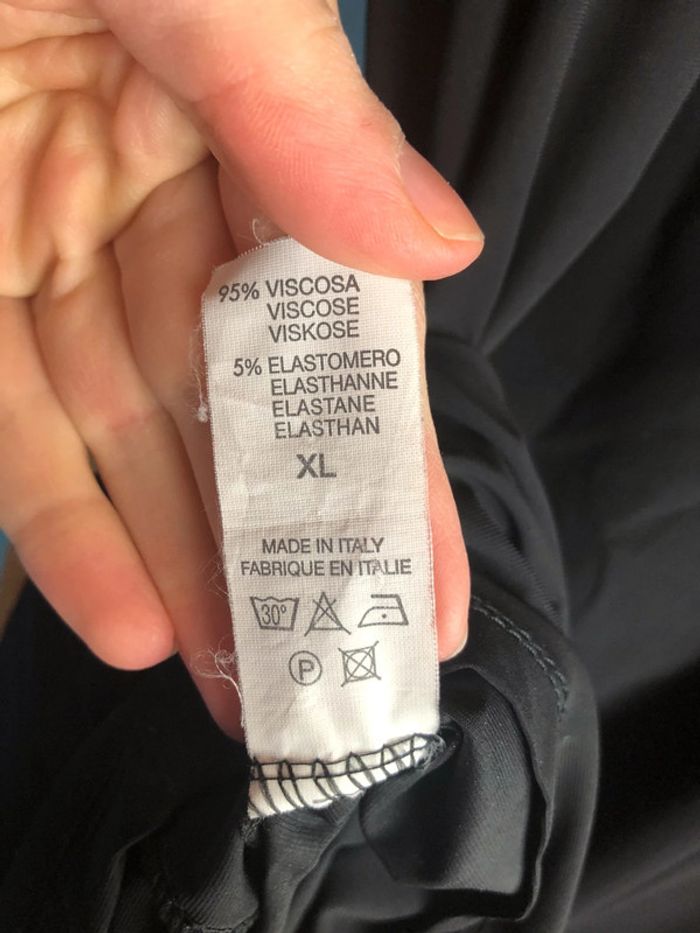 95% VISCOSA
VISCOSE
VISKOSE
5% ELASTOMERO
ELASTHANNE
ELASTANE
ELASTHAN
XL
MADE IN ITALY
FABRIQUE EN ITALIE
30°
P